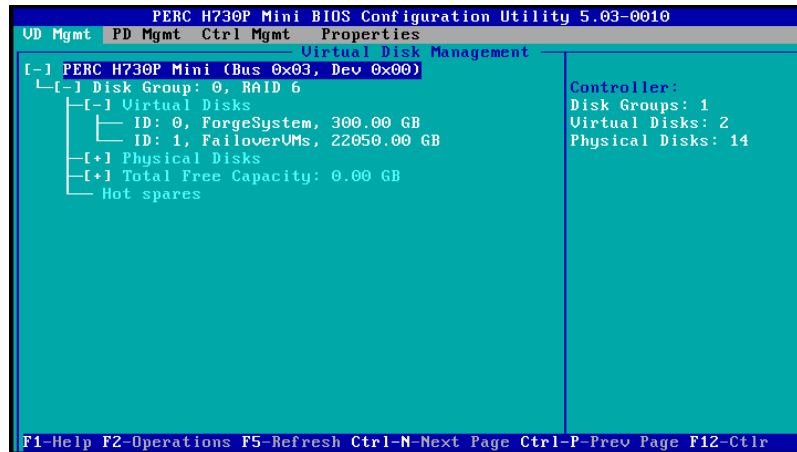 PERC H730P Mini BIOS Configuration Utility 5.03-0010
VD Mgmt PD Mgmt Ctrl Mgmt Properties
Virtual Disk Management
[-] PERC H730P Mini (Bus 0x03, Dev 0x00)
[-] Disk Group: 0, RAID 6
[-] Virtual Disks
ID: 0, ForgeSystem, 300.00 GB
ID: 1, FailoverVMs, 22050.00 GB
[+] Physical Disks
[+] Total Free Capacity: 0.00 GB
Hot spares
Controller:
Disk Groups: 1
Virtual Disks: 2
Physical Disks: 14
F1-Help F2-Operations F5-Refresh Ctrl-N-Next Page Ctrl-P-Prev Page F12-Ctlr